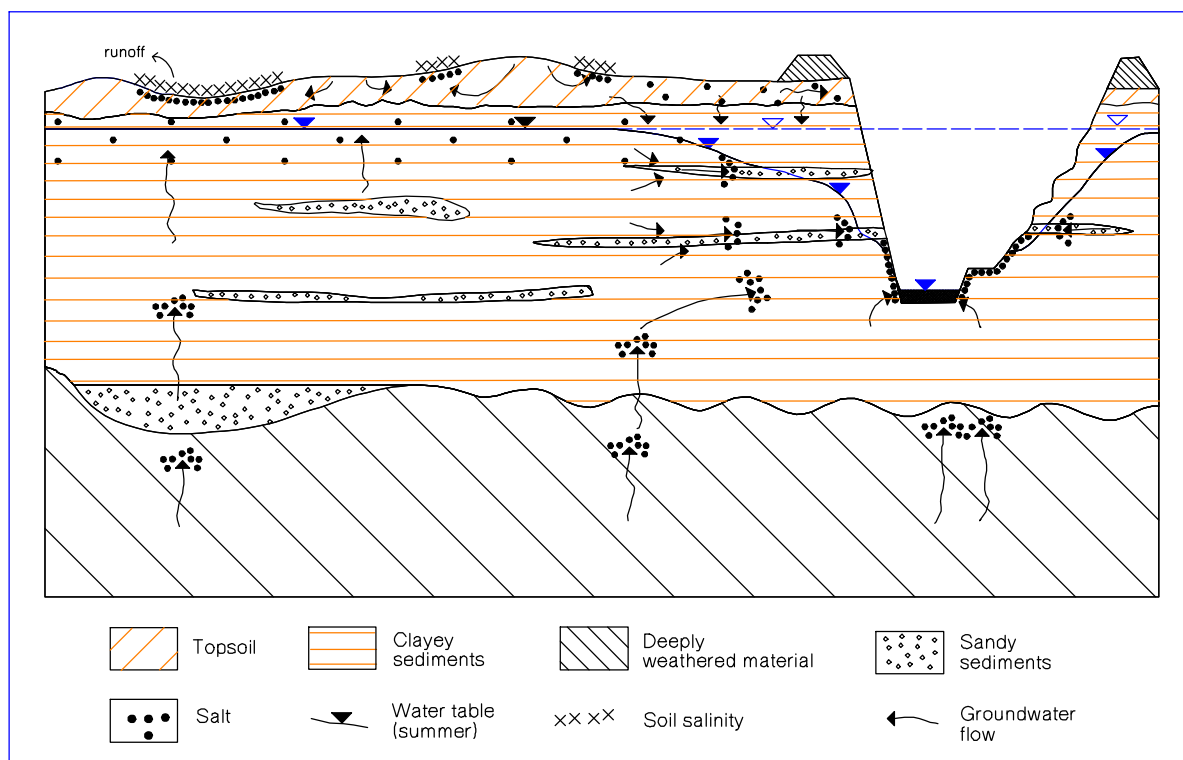 runoff
Topsoil
Clayey
sediments
Deeply
weathered material
Sandy
sediments
Salt
Water table
(summer)
Soil salinity
Groundwater
flow